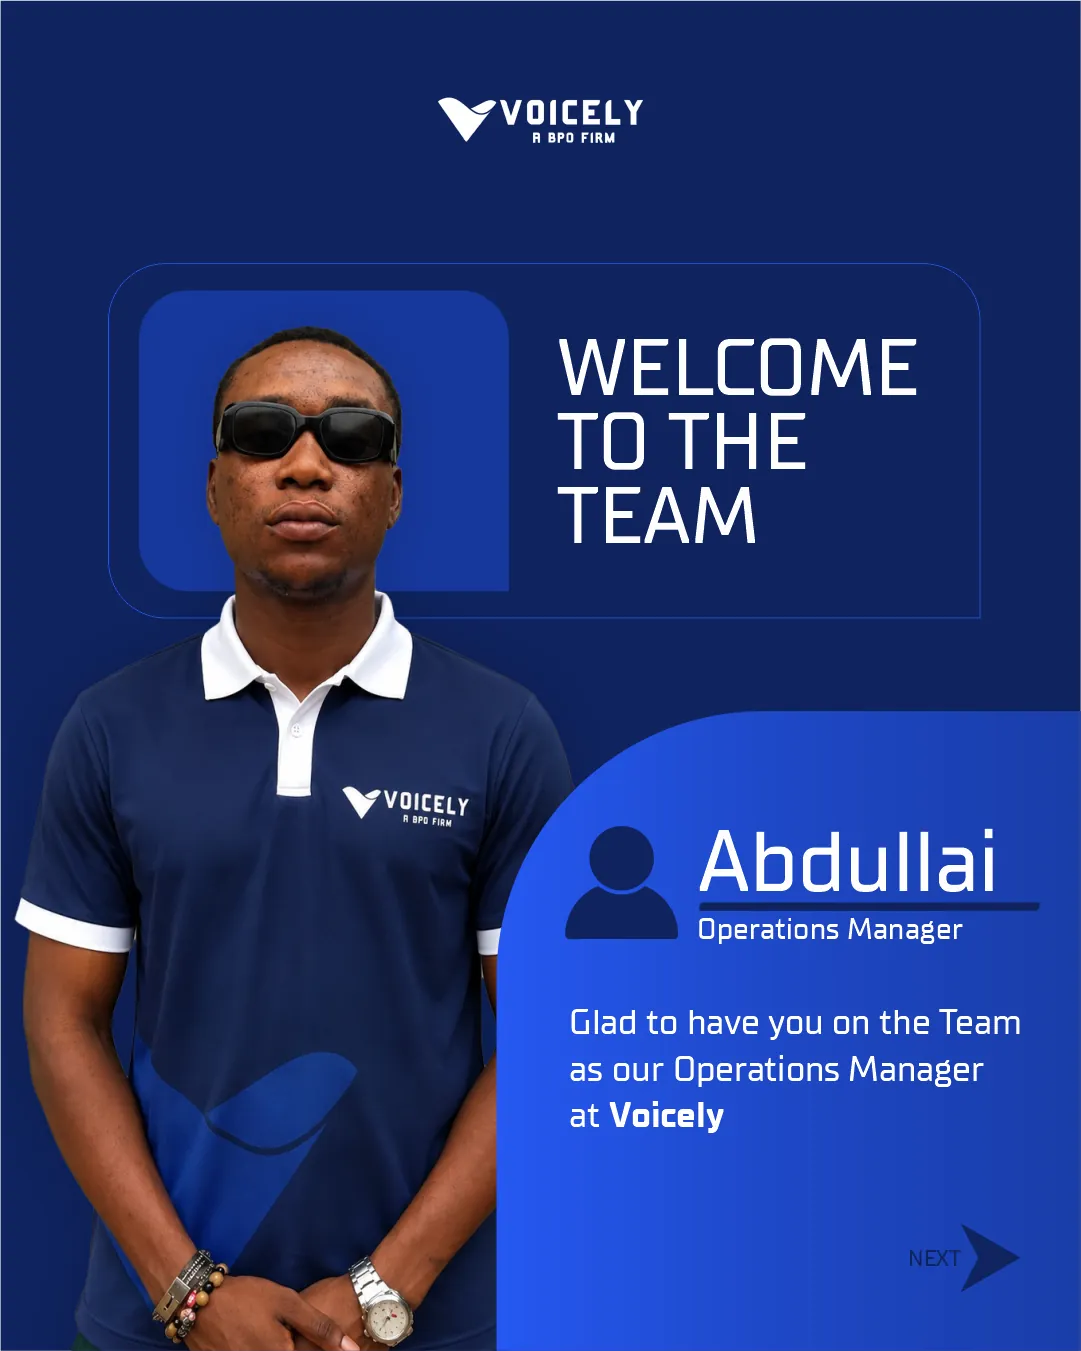 VOICELY
A BPO FIRM
WELCOME
TO THE
TEAM
VOICELY
A BPO FIRM
Abdullai
Operations Manager
Glad to have you on the Team
as our Operations Manager
at Voicely
NEXT